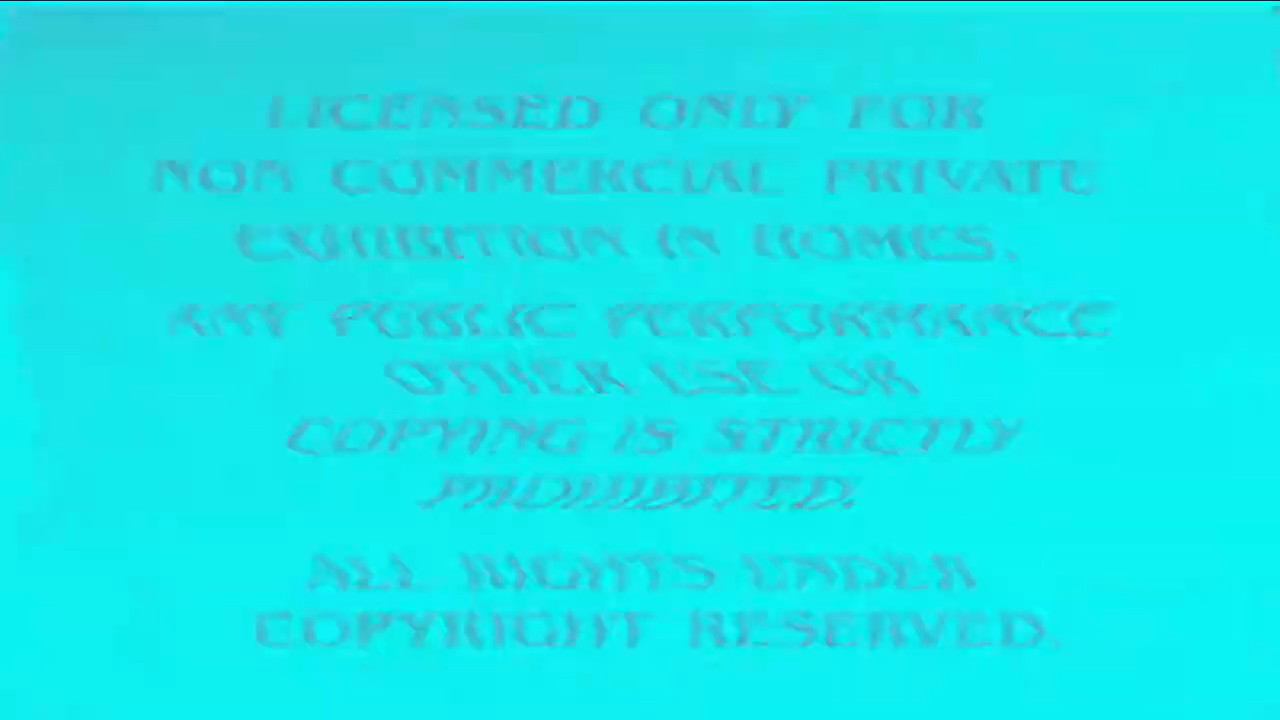 LICENSED ONLY FOR
NON COMMERCIAL PRIVATE
EXHIBITION IN HOMES.
ANY PUBLIC PERFORMANCE
OTHER USE OR
COPYING IS STRICTLY
PROHIBITED.
ALL RIGHTS UNDER
COPYRIGHT RESERVED.